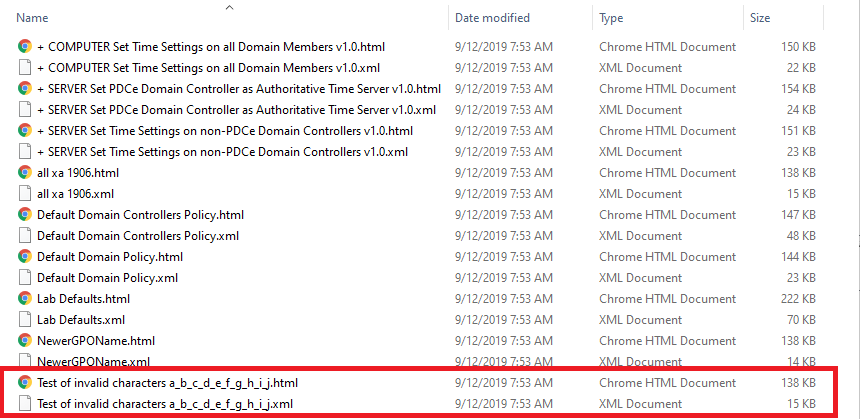 Name Date modified Type Size
+ COMPUTER Set Time Settings on all Domain Members v1.0.html 9/12/2019 7:53 AM Chrome HTML Document 150 KB
+ COMPUTER Set Time Settings on all Domain Members v1.0.xml 9/12/2019 7:53 AM XML Document 22 KB
+ SERVER Set PDCe Domain Controller as Authoritative Time Server v1.0.html 9/12/2019 7:53 AM Chrome HTML Document 154 KB
+ SERVER Set PDCe Domain Controller as Authoritative Time Server v1.0.xml 9/12/2019 7:53 AM XML Document 24 KB
+ SERVER Set Time Settings on non-PDCe Domain Controllers v1.0.html 9/12/2019 7:53 AM Chrome HTML Document 151 KB
+ SERVER Set Time Settings on non-PDCe Domain Controllers v1.0.xml 9/12/2019 7:53 AM XML Document 23 KB
all xa 1906.html 9/12/2019 7:53 AM Chrome HTML Document 138 KB
all xa 1906.xml 9/12/2019 7:53 AM XML Document 15 KB
Default Domain Controllers Policy.html 9/12/2019 7:53 AM Chrome HTML Document 147 KB
Default Domain Controllers Policy.xml 9/12/2019 7:53 AM XML Document 48 KB
Default Domain Policy.html 9/12/2019 7:53 AM Chrome HTML Document 144 KB
Default Domain Policy.xml 9/12/2019 7:53 AM XML Document 23 KB
Lab Defaults.html 9/12/2019 7:53 AM Chrome HTML Document 222 KB
Lab Defaults.xml 9/12/2019 7:53 AM XML Document 70 KB
NewerGPOName.html 9/12/2019 7:53 AM Chrome HTML Document 138 KB
NewerGPOName.xml 9/12/2019 7:53 AM XML Document 14 KB
Test of invalid characters a_b_c_d_e_f_g_h_i_j.html 9/12/2019 7:53 AM Chrome HTML Document 138 KB
Test of invalid characters a_b_c_d_e_f_g_h_i_j.xml 9/12/2019 7:53 AM XML Document 15 KB